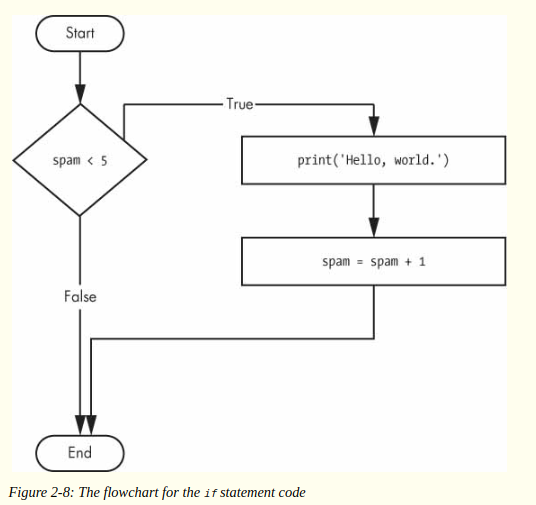 Start
True
spam < 5
print('Hello, world.')
spam = spam + 1
False
End
Figure 2-8: The flowchart for the if statement code